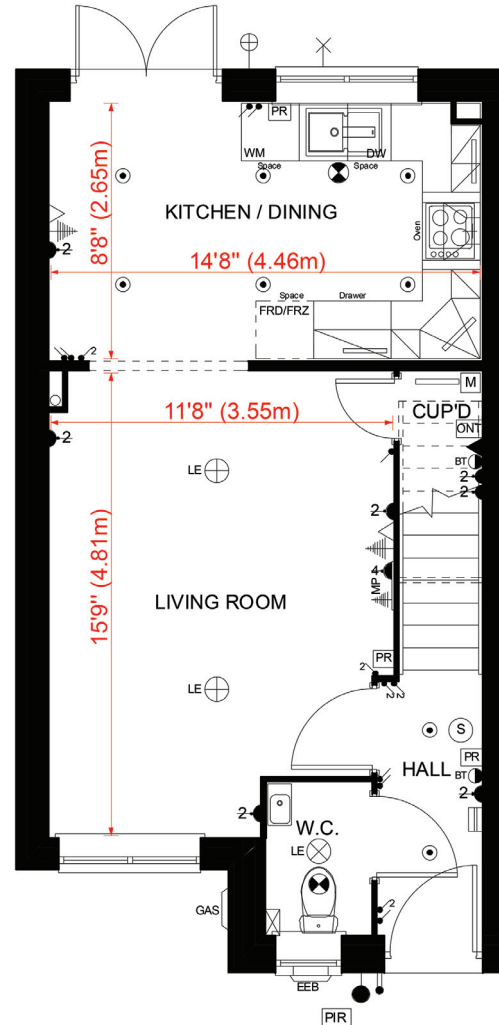 PR
WM
DW
Space
Space
8'8" (2.65m)
KITCHEN / DINING
Oven
2
14'8" (4.46m)
Space
Drawer
FRD/FRZ
2
M
CUP'D
11'8" (3.55m)
ONT
2
BT
LE
2
2
2
15'9" (4.81m)
4
MP
LIVING ROOM
PR
2
LE
2
2
S
PR
HALL
BT
2
2
W.C.
LE
GAS
2
EEB
PIR